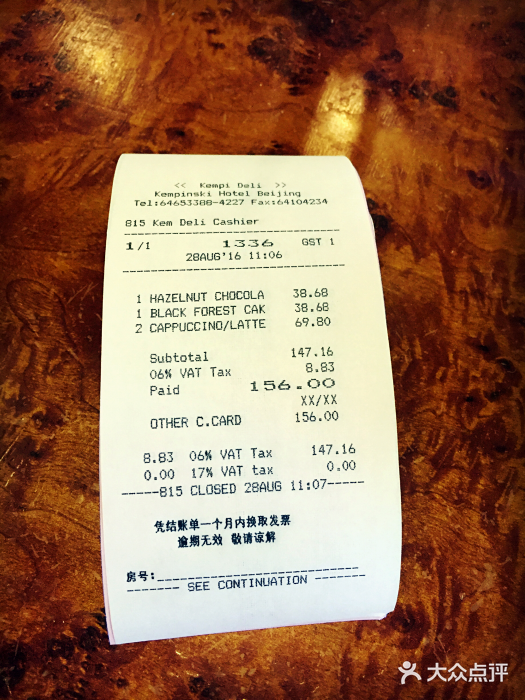 << Kempi Deli >>
Kempinski Hotel Beijing
Tel:64653388-4227 Fax:64104234
815 Kem Deli Cashier
1/1 1336 GST 1
28AUG'16 11:06
1 HAZELNUT CHOCOLA 38.68
1 BLACK FOREST CAK 38.68
2 CAPPUCCINO/LATTE 69.80
Subtotal 147.16
06% VAT Tax 8.83
Paid 156.00
XX/XX
OTHER C.CARD 156.00
8.83 06% VAT Tax 147.16
0.00 17% VAT tax 0.00
-----815 CLOSED 28AUG 11:07-----
凭结账单一个月内换取发票
逾期无效 敬请谅解
房号:____________________________
------- SEE CONTINUATION -------
大众点评